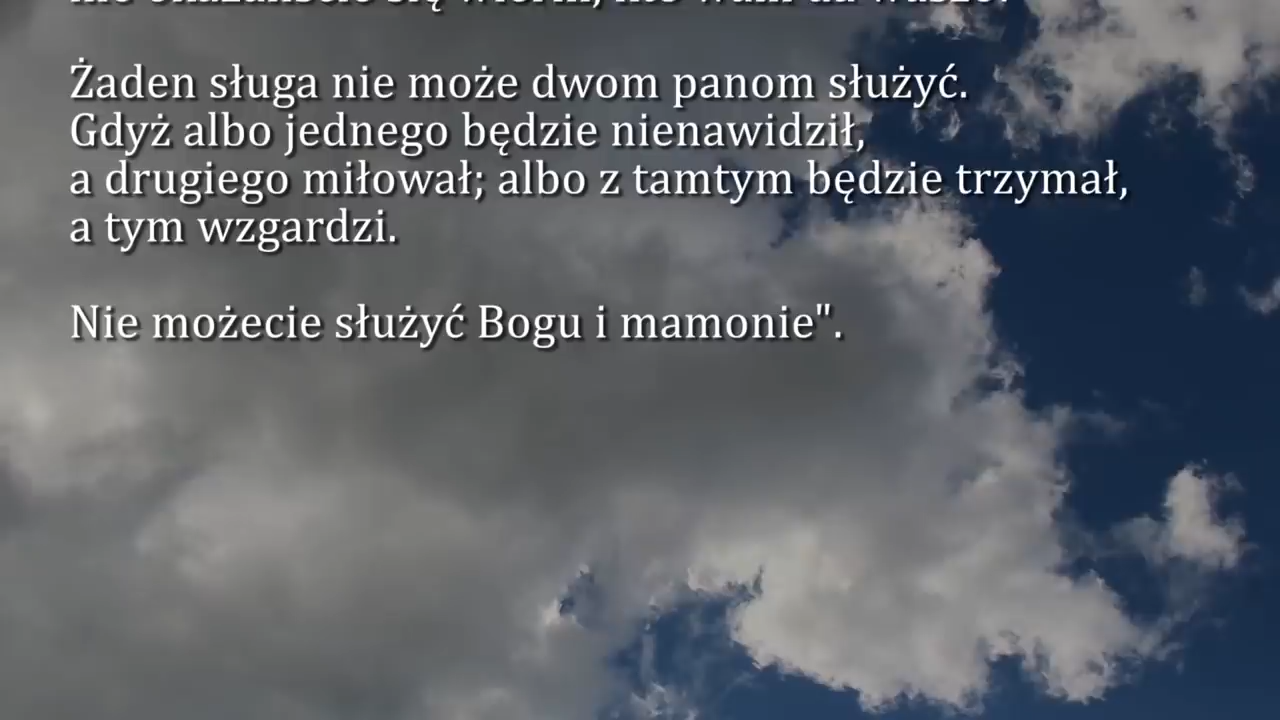 Żaden sługa nie może dwom panom służyć.
Gdyż albo jednego będzie nienawidził,
a drugiego miłował; albo z tamtym będzie trzymał,
a tym wzgardzi.
Nie możecie służyć Bogu i mamonie".